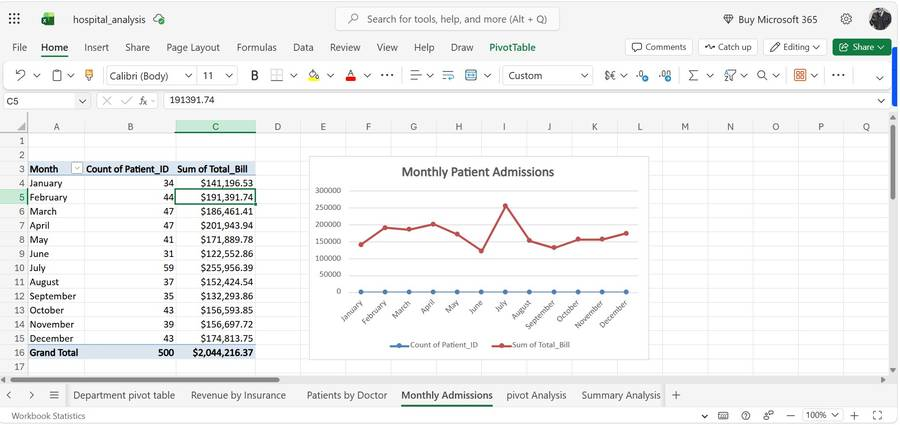 hospital_analysis
Search for tools, help, and more (Alt + Q)
Buy Microsoft 365
File Home Insert Share Page Layout Formulas Data Review View Help Draw PivotTable
Comments Catch up Editing Share
Calibri (Body) 11 B A Custom $€ .0 .00 Σ
C5 fx 191391.74
A B C D E F G H I J K L M N O P Q
1
2
3 Month Count of Patient_ID Sum of Total_Bill
4 January 34 $141,196.53
5 February 44 $191,391.74
6 March 47 $186,461.41
7 April 47 $201,943.94
8 May 41 $171,889.78
9 June 31 $122,552.86
10 July 59 $255,956.39
11 August 37 $152,424.54
12 September 35 $132,293.86
13 October 43 $156,593.85
14 November 39 $156,697.72
15 December 43 $174,813.75
16 Grand Total 500 $2,044,216.37
17
Monthly Patient Admissions
300000
250000
200000
150000
100000
50000
0
January February March April May June July August September October November December
Count of Patient_ID Sum of Total_Bill
Department pivot table Revenue by Insurance Patients by Doctor Monthly Admissions pivot Analysis Summary Analysis
Workbook Statistics
100%